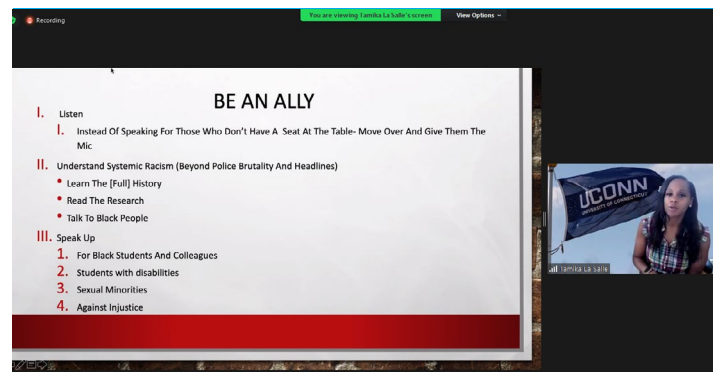 Recording
You are viewing Tamika La Salle's screen
View Options
BE AN ALLY
I. Listen
I. Instead Of Speaking For Those Who Don't Have A Seat At The Table- Move Over And Give Them The
Mic
II. Understand Systemic Racism (Beyond Police Brutality And Headlines)
• Learn The [Full] History
• Read The Research
• Talk To Black People
III. Speak Up
1. For Black Students And Colleagues
2. Students with disabilities
3. Sexual Minorities
4. Against Injustice
UCONN
UNIVERSITY OF CONNECTICUT
Tamika La Salle